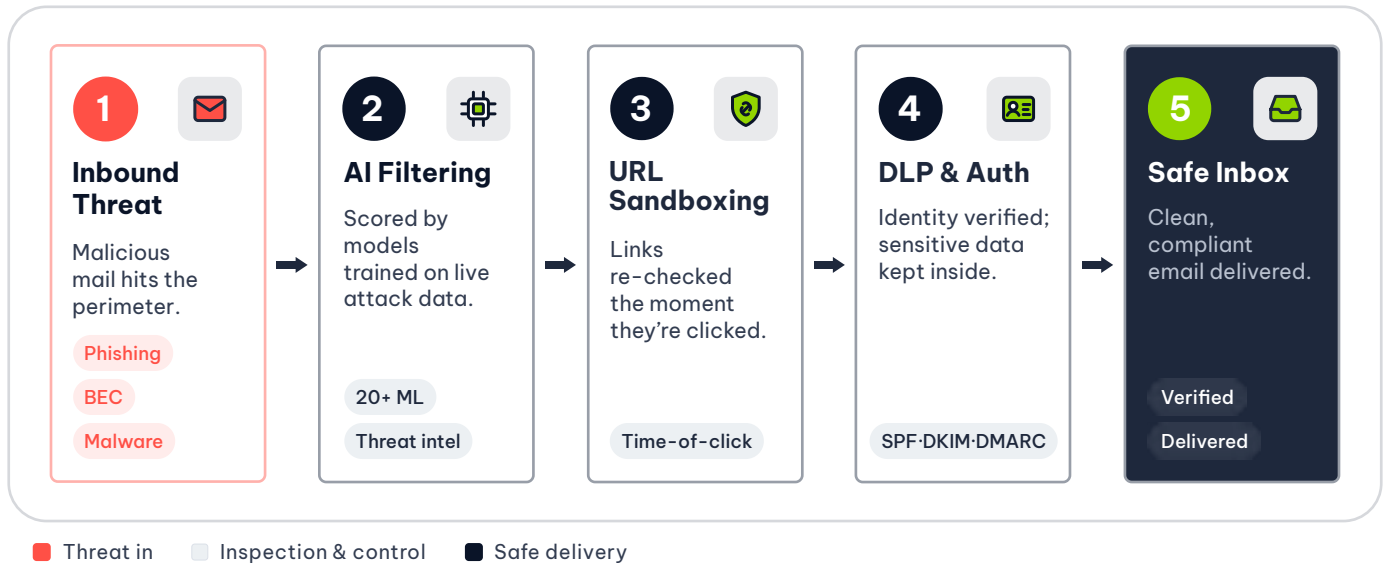 1
Inbound
Threat
Malicious
mail hits the
perimeter.
Phishing
BEC
Malware
2
AI Filtering
Scored by
models
trained on live
attack data.
20+ ML
Threat intel
3
URL
Sandboxing
Links
re-checked
the moment
they’re clicked.
Time-of-click
4
DLP & Auth
Identity verified;
sensitive data
kept inside.
SPF·DKIM·DMARC
5
Safe Inbox
Clean,
compliant
email delivered.
Verified
Delivered
Threat in
Inspection & control
Safe delivery